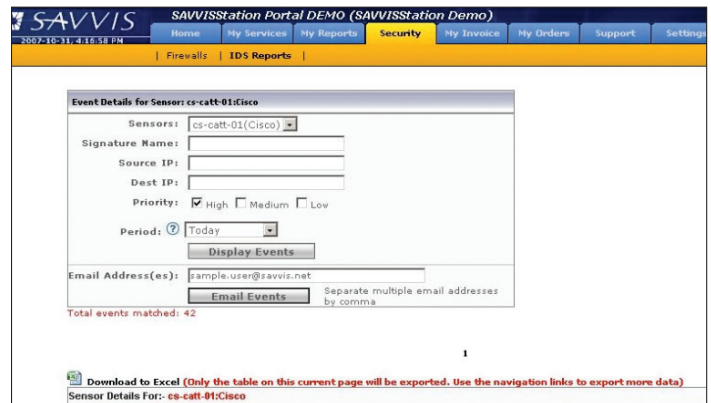 SAVVIS
SAVVISStation Portal DEMO (SAVVISStation Demo)
2007-10-31, 4:16:58 PM
Home My Services My Reports Security My Invoice My Orders Support Settings
| Firewalls | IDS Reports |
Event Details for Sensor: cs-catt-01:Cisco
Sensors: cs-catt-01(Cisco)
Signature Name:
Source IP:
Dest IP:
Priority: High Medium Low
Period: ? Today
Display Events
Email Address(es): sample.user@savvis.net
Email Events Separate multiple email addresses
by comma
Total events matched: 42
1
Download to Excel (Only the table on this current page will be exported. Use the navigation links to export more data)
Sensor Details For:- cs-catt-01:Cisco